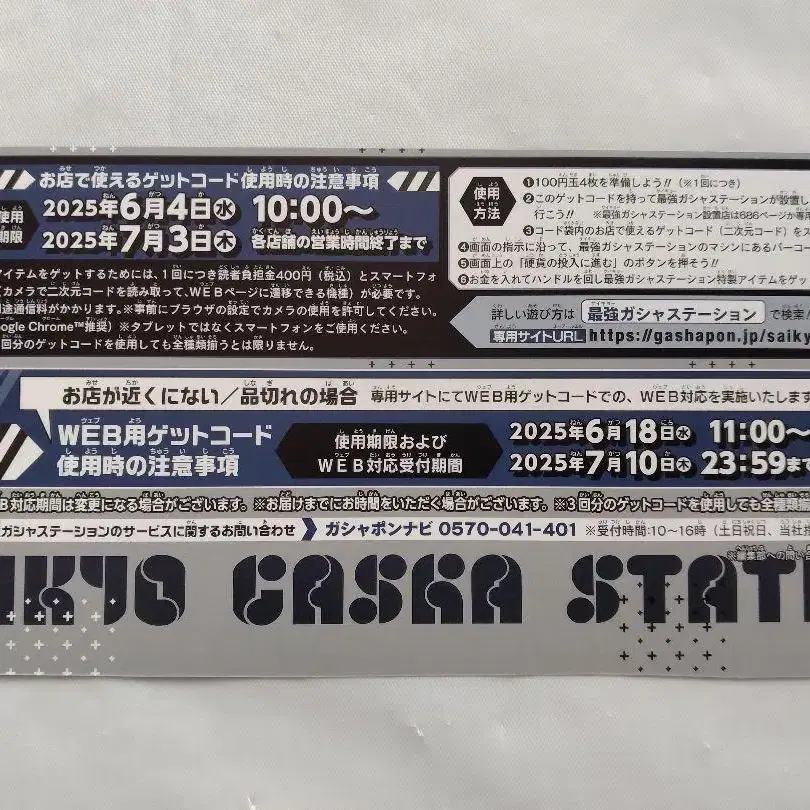 お店で使えるゲットコード使用時の注意事項
使用期限
2025年6月4日水 10:00〜
2025年7月3日木 各店舗の営業時間終了まで
アイテムをゲットするためには、1回につき読者負担金400円(税込)とスマートフォ
カメラで二次元コードを読み取って、WEBページに遷移できる機種)が必要です。
途通信料がかかります。※事前にブラウザの設定でカメラの使用を許可してください。
ogle Chrome™推奨) ※タブレットではなくスマートフォンをご使用ください。
回分のゲットコードを使用しても全種類揃うとは限りません。
使用方法
❶100円玉4枚を準備しよう!!(※1回につき)
❷このゲットコードを持って最強ガシャステーションが設置し
行こう!! ※最強ガシャステーション設置店は686ページか専
❸コード袋内のお店で使えるゲットコード(二次元コード)をス
❹画面の指示に沿って、最強ガシャステーションのマシンにあるバーコー
❺画面上の「硬貨の投入に進む」のボタンを押そう!!
❻お金を入れてハンドルを回し最強ガシャステーション特製アイテムをゲッ
詳しい遊び方は 最強ガシャステーション で検索
専用サイトURL https://gashapon.jp/saiky
お店が近くにない/品切れの場合 専用サイトにてWEB用ゲットコードでの、WEB対応を実施いたします
WEB用ゲットコード
使用時の注意事項
使用期限および
WEB対応受付期間
2025年6月18日水 11:00〜
2025年7月10日木 23:59まで
B対応期間は変更になる場合がございます。※お届けまでにお時間をいただく場合がございます。※3回分のゲットコードを使用しても全種類
ガシャステーションのサービスに関するお問い合わせ ガシャポンナビ 0570-041-401 ※受付時間:10〜16時(土日祝日、当社指
※編集部への問い合
IKYO GASHA STATI